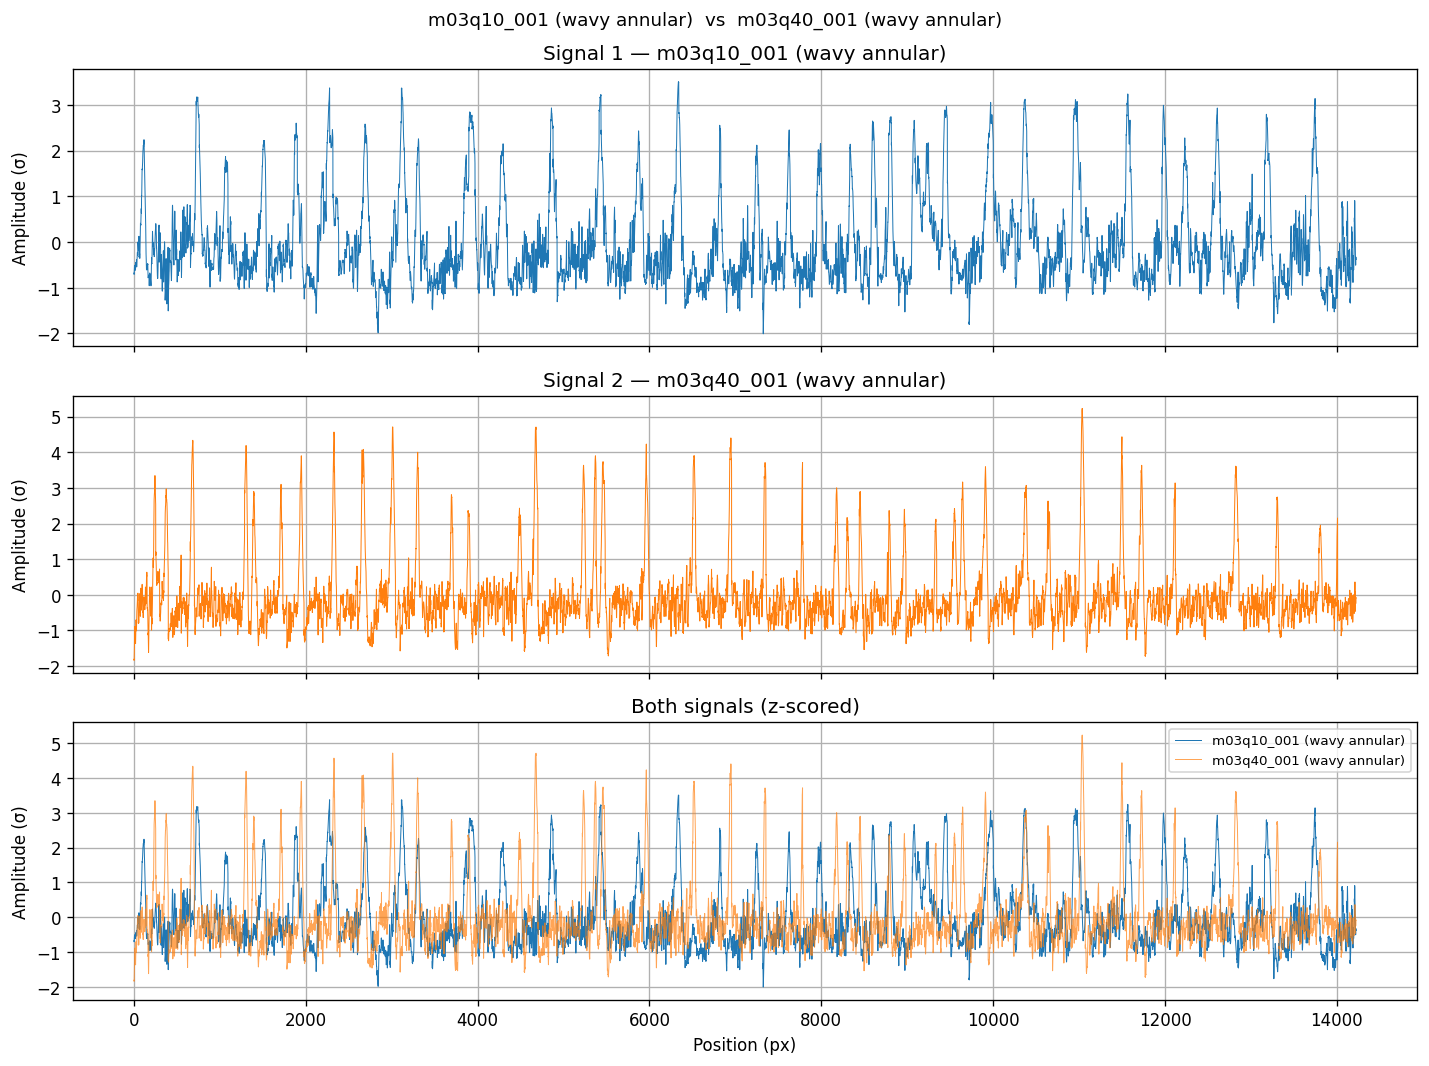 m03q10_001 (wavy annular)  vs  m03q40_001 (wavy annular)
Signal 1 — m03q10_001 (wavy annular)
Amplitude (σ)
3
2
1
0
−1
−2
Signal 2 — m03q40_001 (wavy annular)
Amplitude (σ)
5
4
3
2
1
0
−1
−2
Both signals (z-scored)
Amplitude (σ)
5
4
3
2
1
0
−1
−2
m03q10_001 (wavy annular)
m03q40_001 (wavy annular)
0 2000 4000 6000 8000 10000 12000 14000
Position (px)